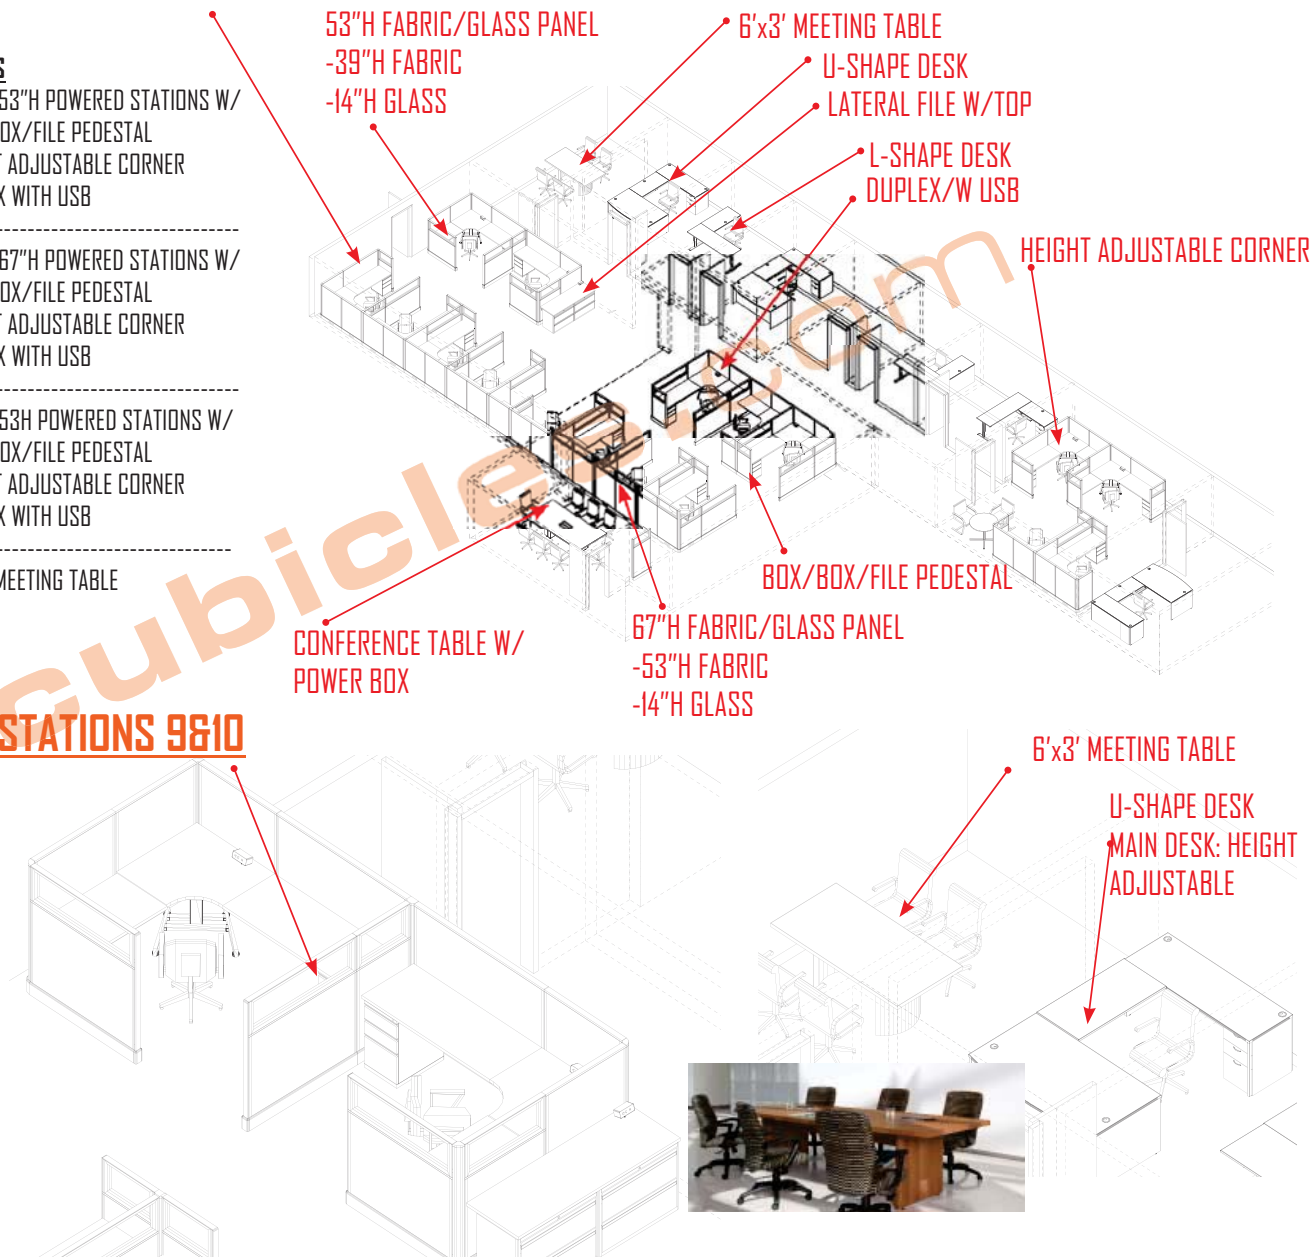 53"H FABRIC/GLASS PANEL
-39"H FABRIC
-14"H GLASS
6'x3' MEETING TABLE
U-SHAPE DESK
LATERAL FILE W/TOP
L-SHAPE DESK
DUPLEX/W USB
HEIGHT ADJUSTABLE CORNER
S
53"H POWERED STATIONS W/
OX/FILE PEDESTAL
T ADJUSTABLE CORNER
X WITH USB
67"H POWERED STATIONS W/
OX/FILE PEDESTAL
T ADJUSTABLE CORNER
X WITH USB
53H POWERED STATIONS W/
OX/FILE PEDESTAL
T ADJUSTABLE CORNER
X WITH USB
MEETING TABLE
cubicles.com
BOX/BOX/FILE PEDESTAL
CONFERENCE TABLE W/
POWER BOX
67"H FABRIC/GLASS PANEL
-53"H FABRIC
-14"H GLASS
STATIONS 9&10
6'x3' MEETING TABLE
U-SHAPE DESK
MAIN DESK: HEIGHT
ADJUSTABLE